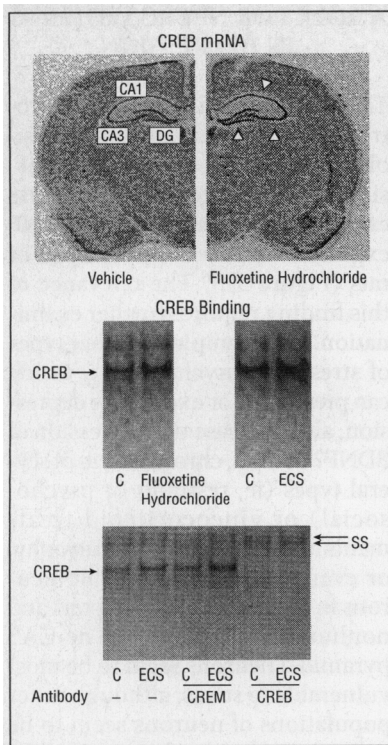 CREB mRNA
CA1
CA3
DG
Vehicle
Fluoxetine Hydrochloride
CREB Binding
CREB
C Fluoxetine
Hydrochloride
C ECS
SS
CREB
C ECS C ECS C ECS
Antibody – – CREM CREB